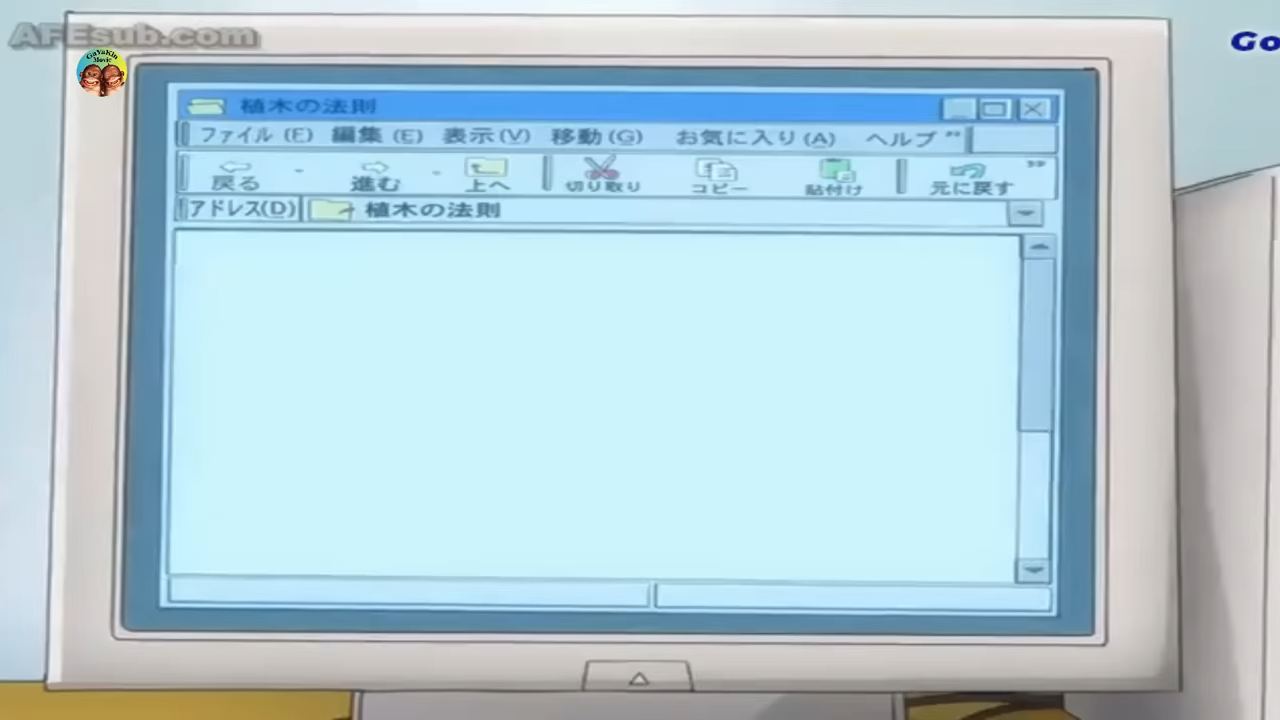 AFEsub.com
GaYaKin
Movie
Go
植木の法則
ファイル (F) 編集 (E) 表示 (V) 移動 (G) お気に入り (A) ヘルプ »
戻る 進む 上へ 切り取り コピー 貼付け 元に戻す »
アドレス(D) 植木の法則